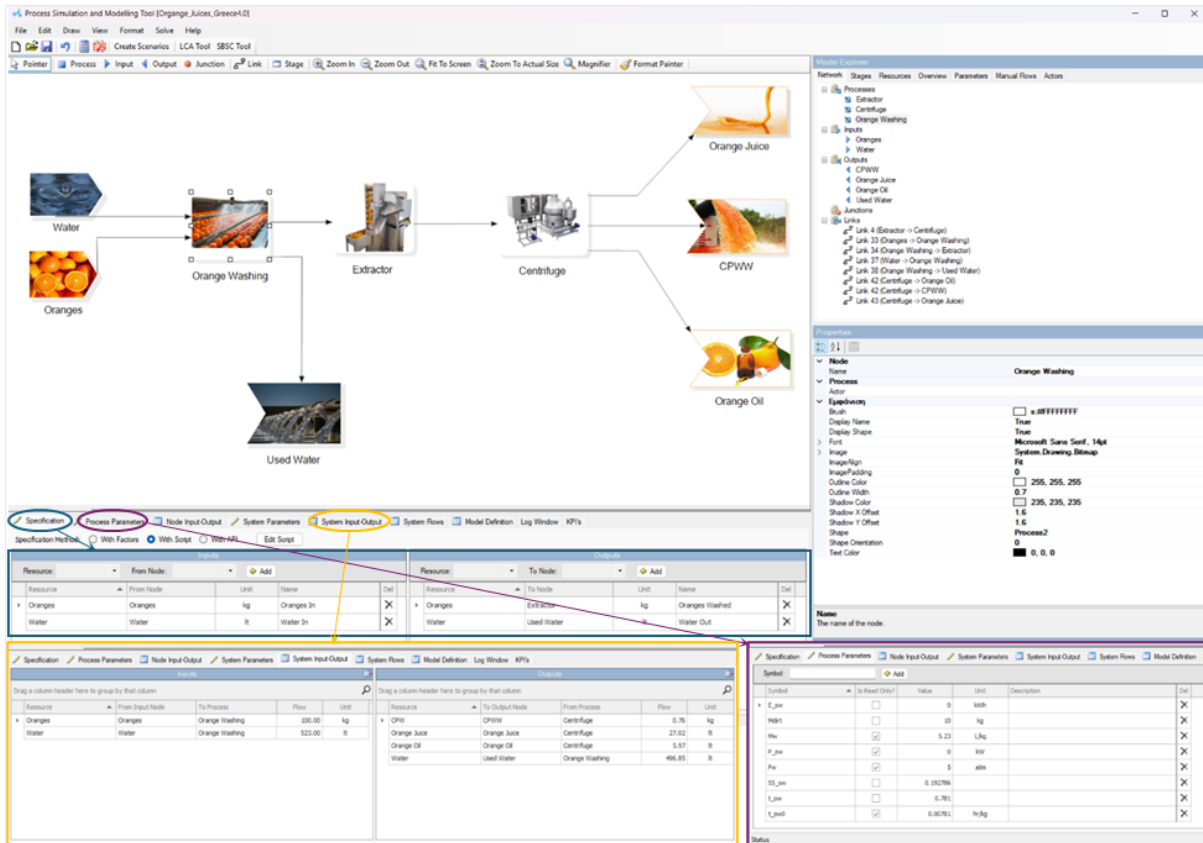 Process Simulation and Modelling Tool [Organge_Juices_Greece4.0]
File Edit Draw View Format Solve Help
Create Scenarios LCA Tool SBSC Tool
Pointer Process Input Output Junction Link Stage Zoom In Zoom Out Fit To Screen Zoom To Actual Size Magnifier Format Painter
Water
Oranges
Orange Washing
Extractor
Centrifuge
Orange Juice
CPWW
Orange Oil
Used Water
Model Explorer
Network Stages Resources Overview Parameters Manual Flows Actors
Processes
Extractor
Centrifuge
Orange Washing
Inputs
Oranges
Water
Outputs
CPWW
Orange Juice
Orange Oil
Used Water
Junctions
Links
Link 4 (Extractor -> Centrifuge)
Link 33 (Oranges -> Orange Washing)
Link 34 (Orange Washing -> Extractor)
Link 37 (Water -> Orange Washing)
Link 38 (Orange Washing -> Used Water)
Link 42 (Centrifuge -> Orange Oil)
Link 42 (Centrifuge -> CPWW)
Link 43 (Centrifuge -> Orange Juice)
Properties
Node
Name Orange Washing
Process
Actor
Εμφάνιση
Brush s:#FFFFFFFF
Display Name True
Display Shape True
Font Microsoft Sans Serif, 14pt
Image System.Drawing.Bitmap
ImageAlign Fit
ImagePadding 0
Outline Color 255, 255, 255
Outline Width 0.7
Shadow Color 235, 235, 235
Shadow X Offset 1.6
Shadow Y Offset 1.6
Shape Process2
Shape Orientation 0
Text Color 0, 0, 0
Name
The name of the node.
Specification Process Parameters Node Input-Output System Parameters System Input-Output System Flows Model Definition Log Window KPI's
Specification Method: With Factors With Script With API Edit Script
Inputs
Resource: From Node: Add
Resource From Node Unit Name Del
Oranges Oranges kg Oranges In
Water Water lt Water In
Outputs
Resource: To Node: Add
Resource To Node Unit Name Del
Oranges Extractor kg Oranges Washed
Water Used Water lt Water Out
Specification Process Parameters Node Input-Output System Parameters System Input-Output System Flows Model Definition Log Window KPI's
Inputs
Drag a column header here to group by that column
Resource From Input Node To Process Flow Unit
Oranges Oranges Orange Washing 100.00 kg
Water Water Orange Washing 523.00 lt
Outputs
Drag a column header here to group by that column
Resource To Output Node From Process Flow Unit
CPW CPWW Centrifuge 0.76 kg
Orange Juice Orange Juice Centrifuge 27.02 lt
Orange Oil Orange Oil Centrifuge 5.97 lt
Water Used Water Orange Washing 496.85 lt
Specification Process Parameters Node Input-Output System Parameters System Input-Output System Flows Model Definition
Symbol: Add
Symbol Is Read Only? Value Unit Description Del
E_ow 0 kWh
Mdirt 10 kg
Mw 5.23 L/kg
P_ow 0 kW
Pw 5 atm
SS_ow 0.192786
t_ow 0.781
t_ow0 0.00781 hr/kg
Status